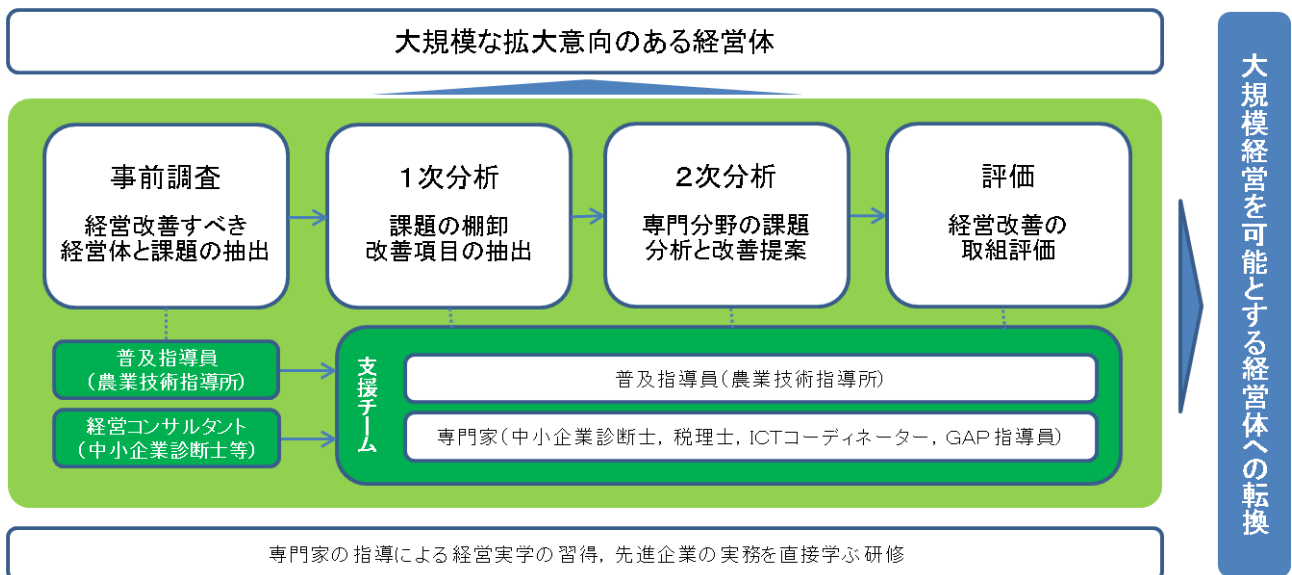 大規模な拡大意向のある経営体
事前調査
経営改善すべき
経営体と課題の抽出
１次分析
課題の棚卸
改善項目の抽出
２次分析
専門分野の課題
分析と改善提案
評価
経営改善の
取組評価
普及指導員
（農業技術指導所）
経営コンサルタント
（中小企業診断士等）
支援チーム
普及指導員（農業技術指導所）
専門家（中小企業診断士，税理士，ICTコーディネーター，GAP指導員）
専門家の指導による経営実学の習得，先進企業の実務を直接学ぶ研修
大規模経営を可能とする経営体への転換